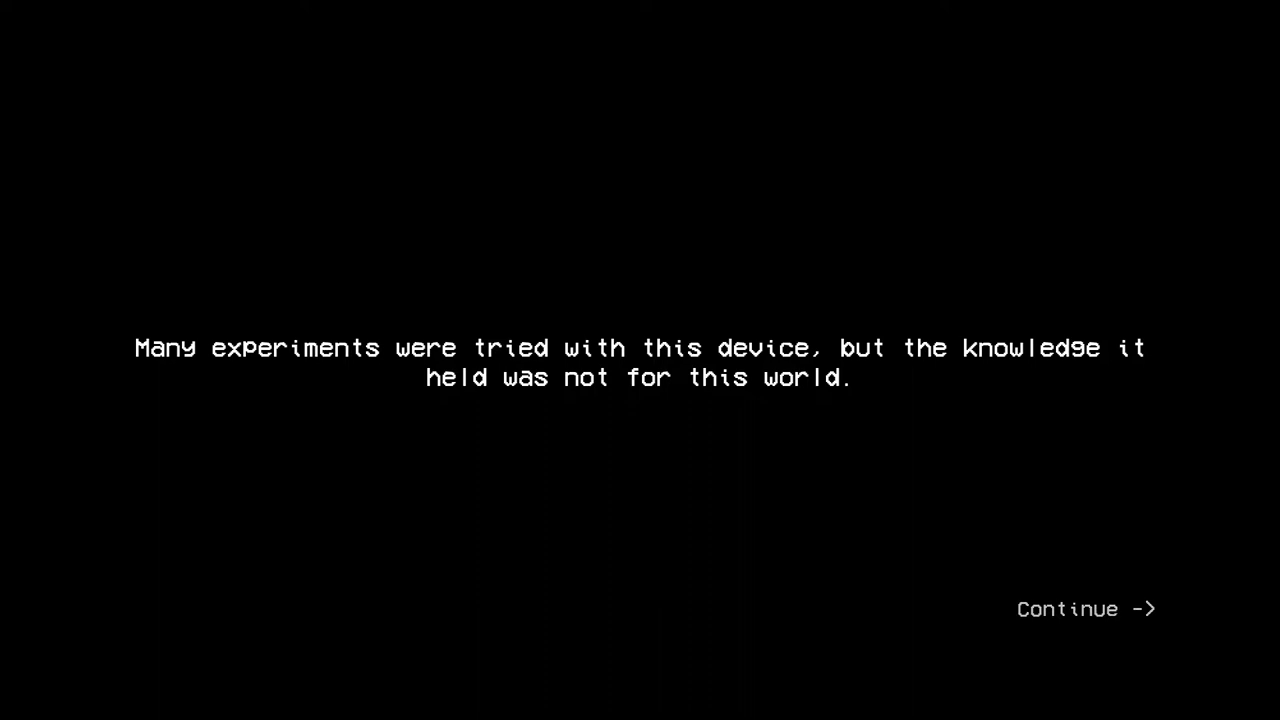 Many experiments were tried with this device, but the knowledge it
held was not for this world.
Continue ->